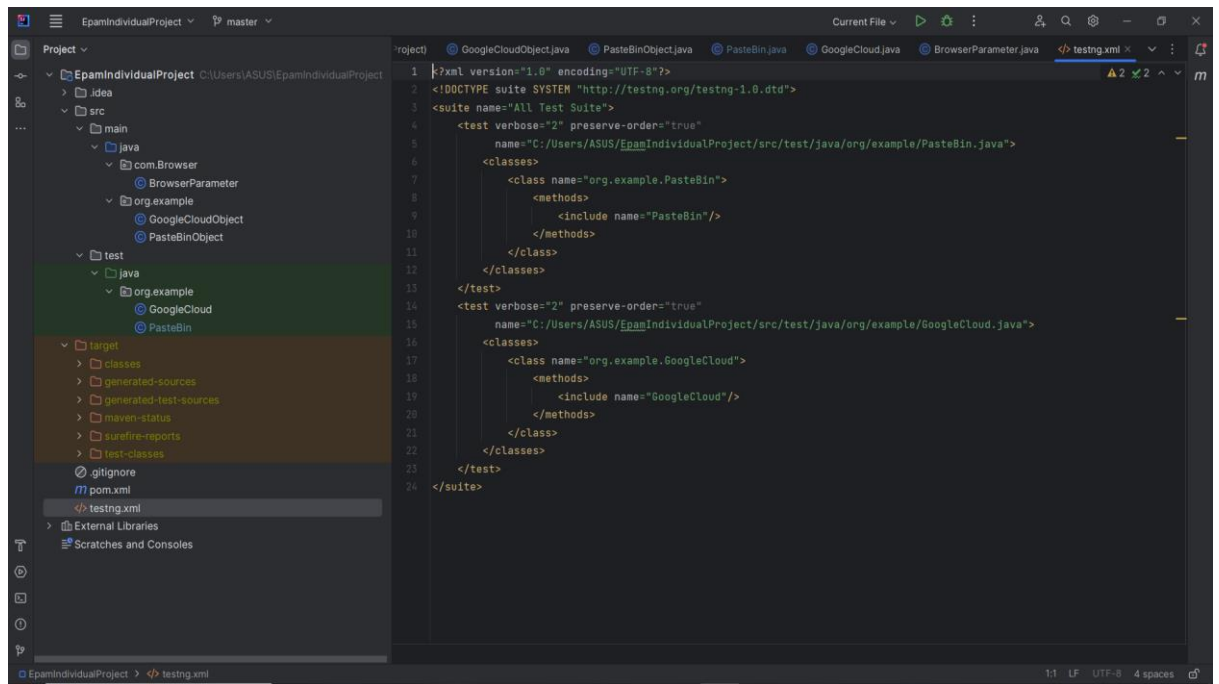 EpamIndividualProject master Current File
Project
roject) GoogleCloudObject.java PasteBinObject.java PasteBin.java GoogleCloud.java BrowserParameter.java testng.xml
EpamIndividualProject C:\Users\ASUS\EpamIndividualProject
.idea
src
main
java
com.Browser
BrowserParameter
org.example
GoogleCloudObject
PasteBinObject
test
java
org.example
GoogleCloud
PasteBin
target
classes
generated-sources
generated-test-sources
maven-status
surefire-reports
test-classes
.gitignore
m pom.xml
</> testng.xml
External Libraries
Scratches and Consoles
1 <?xml version="1.0" encoding="UTF-8"?> 2 2
2 <!DOCTYPE suite SYSTEM "http://testng.org/testng-1.0.dtd">
3 <suite name="All Test Suite">
4 <test verbose="2" preserve-order="true"
5 name="C:/Users/ASUS/EpamIndividualProject/src/test/java/org/example/PasteBin.java">
6 <classes>
7 <class name="org.example.PasteBin">
8 <methods>
9 <include name="PasteBin"/>
10 </methods>
11 </class>
12 </classes>
13 </test>
14 <test verbose="2" preserve-order="true"
15 name="C:/Users/ASUS/EpamIndividualProject/src/test/java/org/example/GoogleCloud.java">
16 <classes>
17 <class name="org.example.GoogleCloud">
18 <methods>
19 <include name="GoogleCloud"/>
20 </methods>
21 </class>
22 </classes>
23 </test>
24 </suite>
m
EpamIndividualProject > </> testng.xml 1:1 LF UTF-8 4 spaces